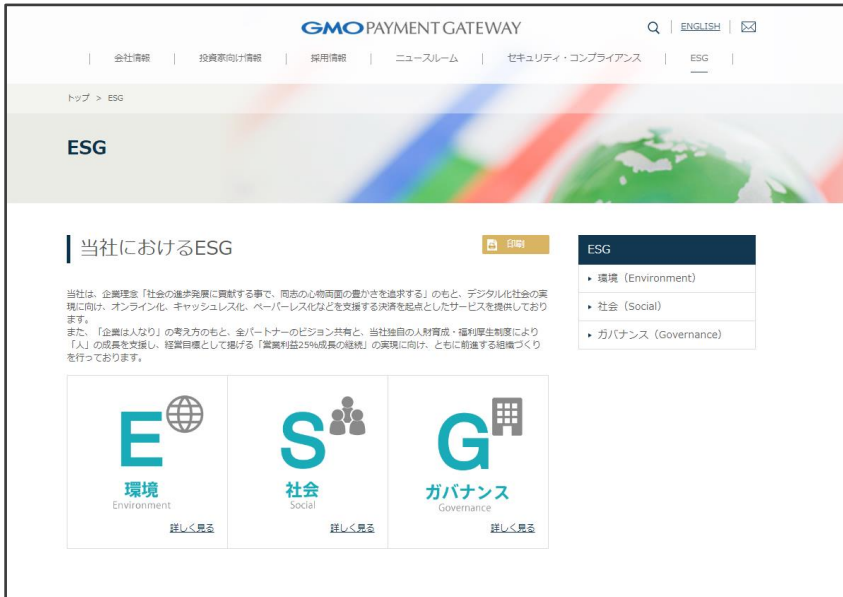 GMO PAYMENT GATEWAY
ENGLISH
会社情報 | 投資家向け情報 | 採用情報 | ニュースルーム | セキュリティ・コンプライアンス | ESG
トップ > ESG
ESG
当社におけるESG
印刷
当社は、企業理念「社会の進歩発展に貢献する事で、同志の心物両面の豊かさを追求する」のもと、デジタル化社会の実
現に向け、オンライン化、キャッシュレス化、ペーパーレス化などを支援する決済を起点としたサービスを提供しており
ます。
また、「企業は人なり」の考え方のもと、全パートナーのビジョン共有と、当社独自の人財育成・福利厚生制度により
「人」の成長を支援し、経営目標として掲げる「営業利益25%成長の継続」の実現に向け、ともに前進する組織づくり
を行っております。
E
環境
Environment
詳しく見る
S
社会
Social
詳しく見る
G
ガバナンス
Governance
詳しく見る
ESG
環境（Environment）
社会（Social）
ガバナンス（Governance）